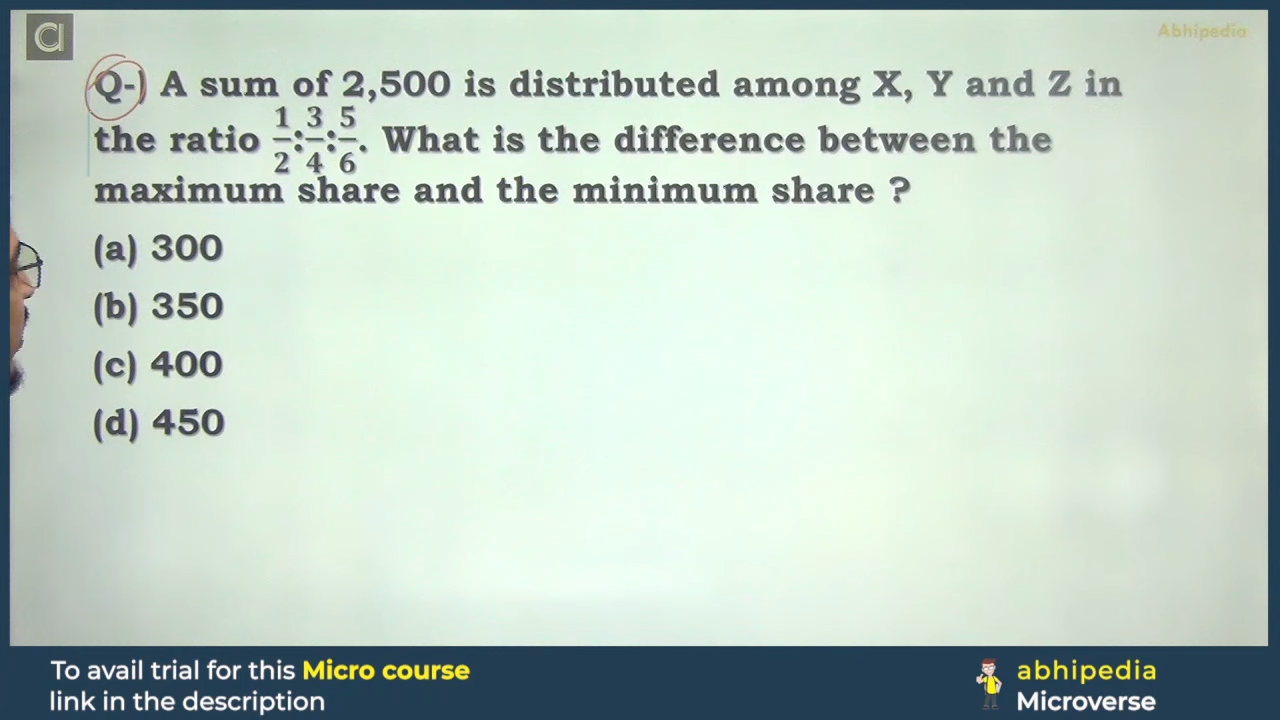 Abhipedia
Q-) A sum of 2,500 is distributed among X, Y and Z in
the ratio 1/2:3/4:5/6. What is the difference between the
maximum share and the minimum share ?
(a) 300
(b) 350
(c) 400
(d) 450
To avail trial for this Micro course
link in the description
abhipedia
Microverse